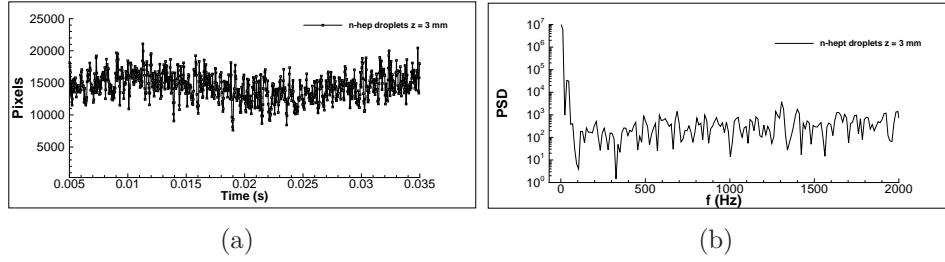 n-hep droplets z = 3 mm
Pixels
25000
20000
15000
10000
5000
0.005 0.01 0.015 0.02 0.025 0.03 0.035
Time (s)
(a)
n-hept droplets z = 3 mm
PSD
10^7
10^6
10^5
10^4
10^3
10^2
10^1
10^0
0 500 1000 1500 2000
f (Hz)
(b)